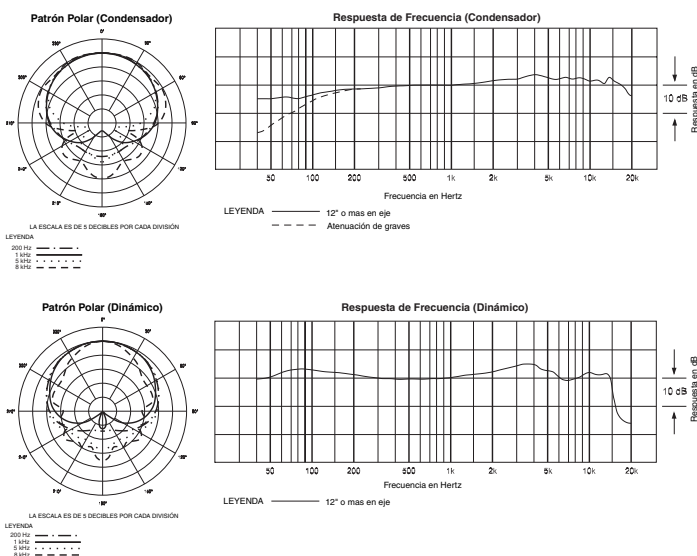 Patrón Polar (Condensador)
LA ESCALA ES DE 5 DECIBLES POR CADA DIVISIÓN
LEYENDA
200 Hz
1 kHz
5 kHz
8 kHz
Respuesta de Frecuencia (Condensador)
10 dB
Respuesta en dB
50 100 200 500 1k 2k 5k 10k 20k
Frecuencia en Hertz
LEYENDA 12" o mas en eje
Atenuación de graves
Patrón Polar (Dinámico)
LA ESCALA ES DE 5 DECIBLES POR CADA DIVISIÓN
LEYENDA
200 Hz
1 kHz
5 kHz
8 kHz
Respuesta de Frecuencia (Dinámico)
10 dB
Respuesta en dB
50 100 200 500 1k 2k 5k 10k 20k
Frecuencia en Hertz
LEYENDA 12" o mas en eje